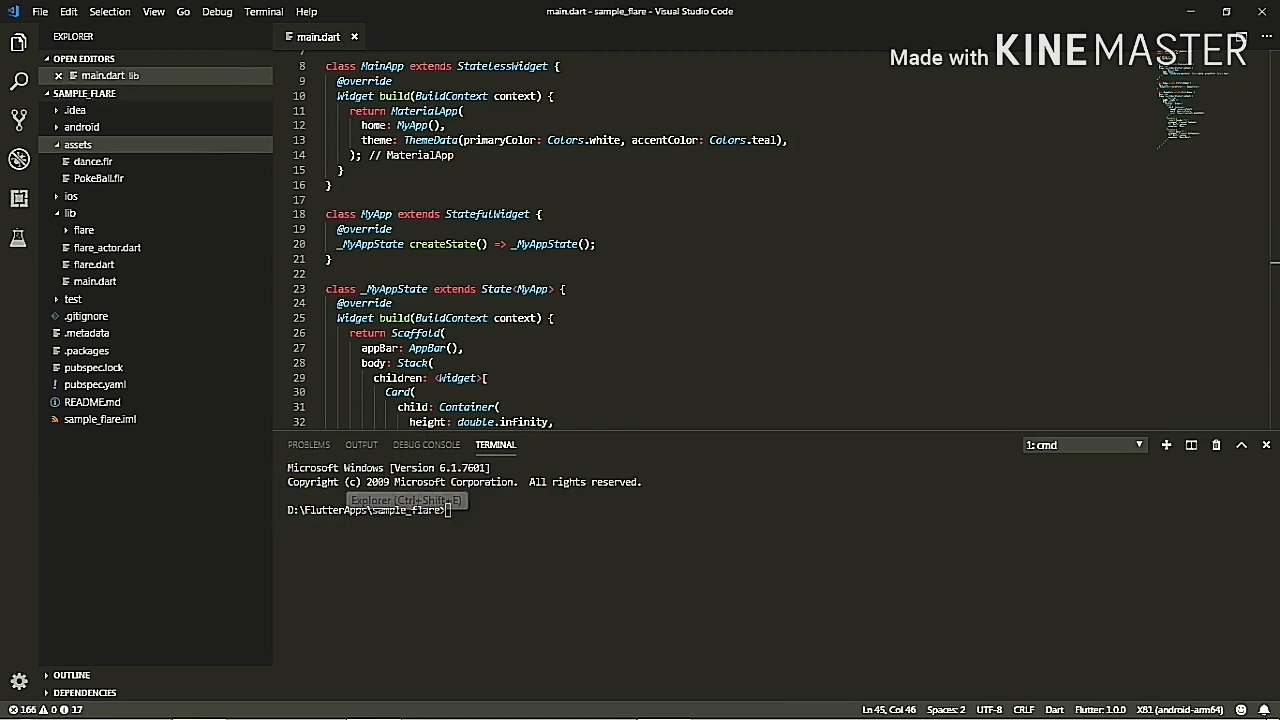 File Edit Selection View Go Debug Terminal Help
main.dart - sample_flare - Visual Studio Code
Made with KINEMASTER
EXPLORER
OPEN EDITORS
main.dart lib
SAMPLE_FLARE
.idea
android
assets
dance.flr
PokeBall.flr
ios
lib
flare
flare_actor.dart
flare.dart
main.dart
test
.gitignore
.metadata
.packages
pubspec.lock
pubspec.yaml
README.md
sample_flare.iml
OUTLINE
DEPENDENCIES
main.dart
7
8 class MainApp extends StateLessWidget {
9 @override
10 Widget build(BuildContext context) {
11 return MaterialApp(
12 home: MyApp(),
13 theme: ThemeData(primaryColor: Colors.white, accentColor: Colors.teal),
14 ); // MaterialApp
15 }
16 }
17
18 class MyApp extends StatefulWidget {
19 @override
20 _MyAppState createState() => _MyAppState();
21 }
22
23 class _MyAppState extends State<MyApp> {
24 @override
25 Widget build(BuildContext context) {
26 return Scaffold(
27 appBar: AppBar(),
28 body: Stack(
29 children: <Widget>[
30 Card(
31 child: Container(
32 height: double.infinity,
PROBLEMS OUTPUT DEBUG CONSOLE TERMINAL
1: cmd
Microsoft Windows [Version 6.1.7601]
Copyright (c) 2009 Microsoft Corporation. All rights reserved.
Explorer (Ctrl+Shift+E)
D:\FlutterApps\sample_flare>
166 0 17
Ln 45, Col 46 Spaces: 2 UTF-8 CRLF Dart Flutter: 1.0.0 X81 (android-arm64)